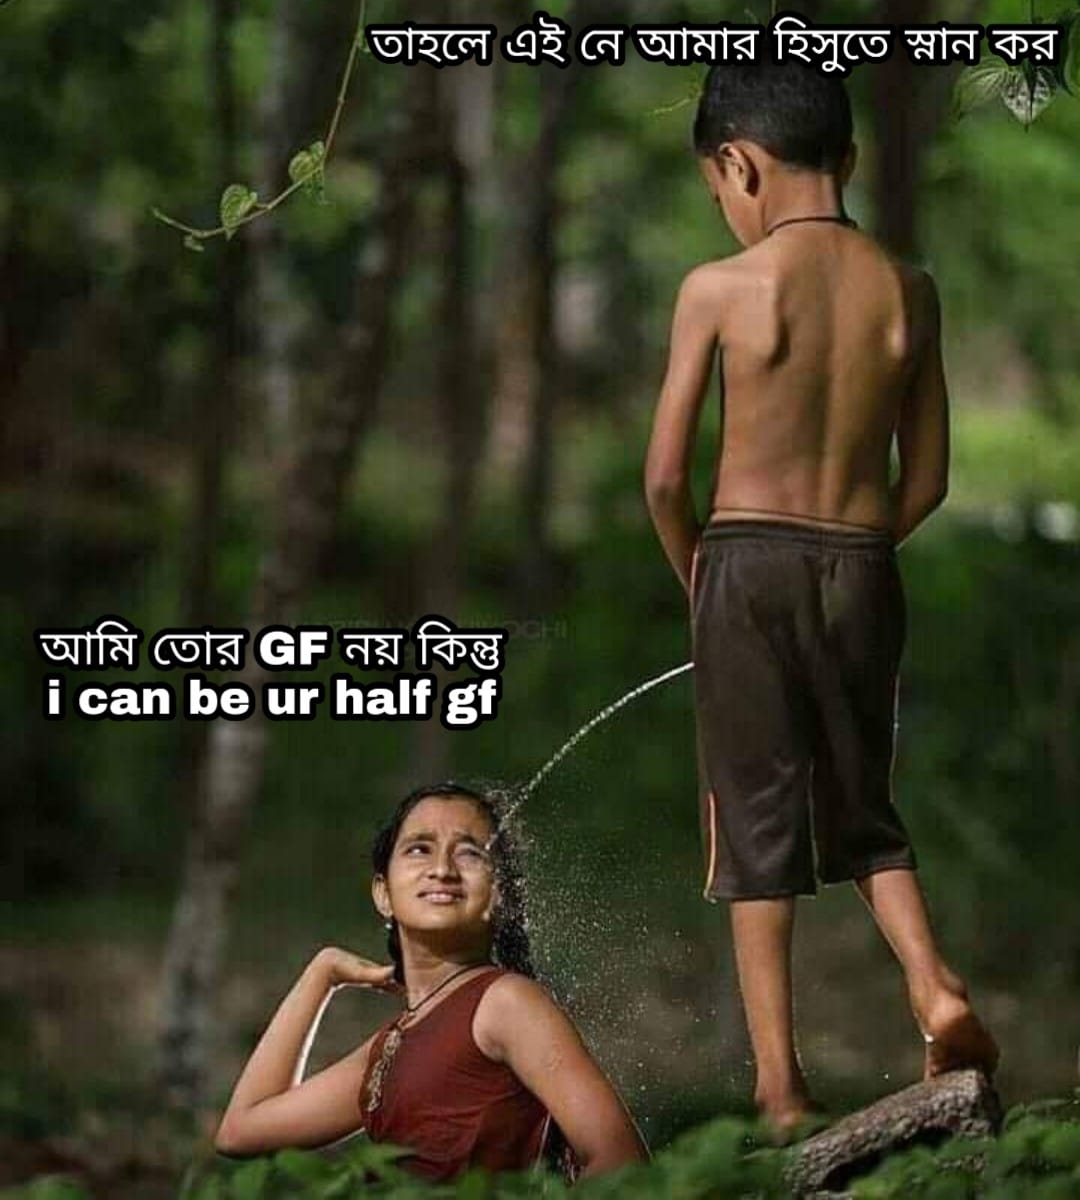 তাহলে এই নে আমার হিসুতে স্নান কর
আমি তোর GF নয় কিন্তু
i can be ur half gf